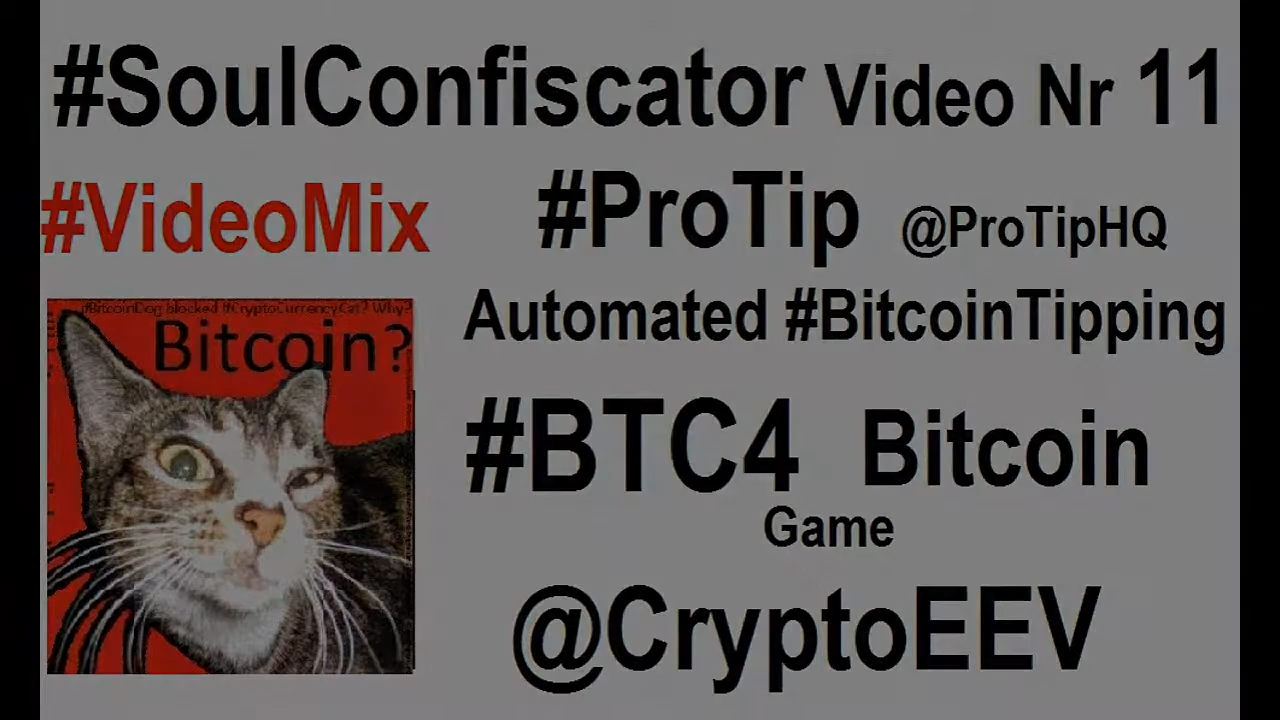 #SoulConfiscator Video Nr 11
#VideoMix #ProTip @ProTipHQ
Automated #BitcoinTipping
#BitcoinDog blocked #CryptoCurrencyCat? Why?
Bitcoin?
#BTC4 Bitcoin
Game
@CryptoEEV